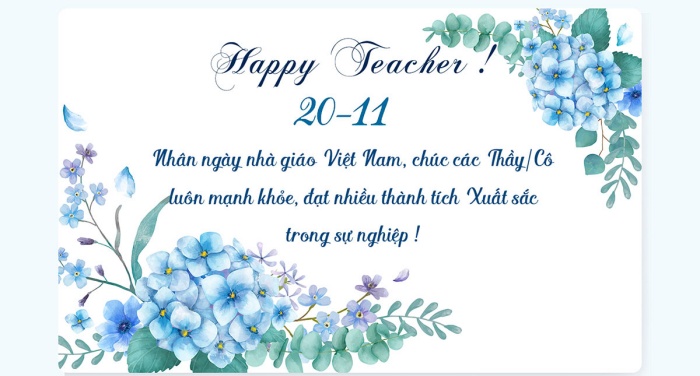 Happy Teacher !
20-11
Nhân ngày nhà giáo Việt Nam, chúc các Thầy/Cô
luôn mạnh khỏe, đạt nhiều thành tích Xuất sắc
trong sự nghiệp !